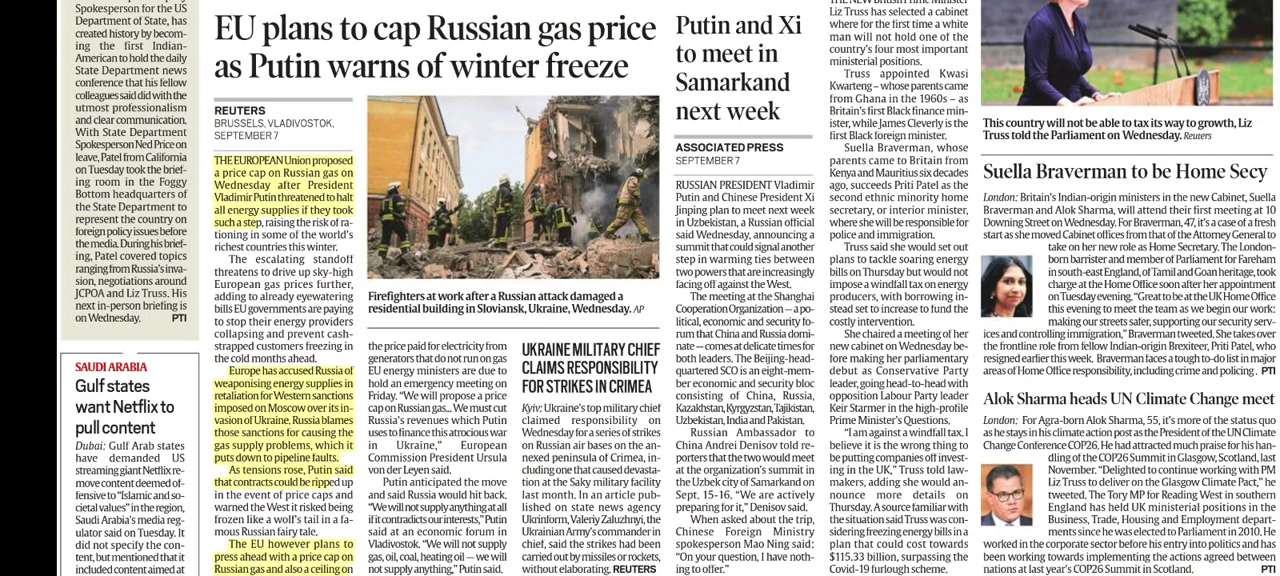 Spokesperson for the US
Department of State, has
created history by becom-
ing the first Indian-
American to hold the daily
State Department news
conference that his fellow
colleagues said did with the
utmost professionalism
and clear communication.
With State Department
Spokesperson Ned Price on
leave, Patel from California
on Tuesday took the brief-
ing room in the Foggy
Bottom headquarters of
the State Department to
represent the country on
foreign policy issues before
the media. During his brief-
ing, Patel covered topics
ranging from Russia's inva-
sion, negotiations around
JCPOA and Liz Truss. His
next in-person briefing is
on Wednesday. PTI
SAUDI ARABIA
Gulf states
want Netflix to
pull content
Dubai: Gulf Arab states
have demanded US
streaming giant Netflix re-
move content deemed of-
fensive to "Islamic and so-
cietal values" in the region,
Saudi Arabia's media reg-
ulator said on Tuesday. It
did not specify the con-
tent, but mentioned that it
included content aimed at
EU plans to cap Russian gas price
as Putin warns of winter freeze
REUTERS
BRUSSELS, VLADIVOSTOK,
SEPTEMBER 7
THE EUROPEAN Union proposed
a price cap on Russian gas on
Wednesday after President
Vladimir Putin threatened to halt
all energy supplies if they took
such a step, raising the risk of ra-
tioning in some of the world's
richest countries this winter.
The escalating standoff
threatens to drive up sky-high
European gas prices further,
adding to already eyewatering
bills EU governments are paying
to stop their energy providers
collapsing and prevent cash-
strapped customers freezing in
the cold months ahead.
Europe has accused Russia of
weaponising energy supplies in
retaliation for Western sanctions
imposed on Moscow over its in-
vasion of Ukraine, Russia blames
those sanctions for causing the
gas supply problems, which it
puts down to pipeline faults.
As tensions rose, Putin said
that contracts could be ripped up
in the event of price caps and
warned the West it risked being
frozen like a wolf's tail in a fa-
mous Russian fairy tale.
The EU however plans to
press ahead with a price cap on
Russian gas and also a ceiling on
Firefighters at work after a Russian attack damaged a
residential building in Sloviansk, Ukraine, Wednesday. AP
the price paid for electricity from
generators that do not run on gas
EU energy ministers are due to
hold an emergency meeting on
Friday. "We will propose a price
cap on Russian gas... We must cut
Russia's revenues which Putin
uses to finance this atrocious war
in Ukraine," European
Commission President Ursula
von der Leyen said.
Putin anticipated the move
and said Russia would hit back.
"We will not supply anything at all
if it contradicts our interests," Putin
said at an economic forum in
Vladivostok. "We will not supply
gas, oil, coal, heating oil — we will
not supply anything," Putin said.
UKRAINE MILITARY CHIEF
CLAIMS RESPONSIBILITY
FOR STRIKES IN CRIMEA
Kyiv: Ukraine's top military chief
claimed responsibility on
Wednesday for a series of strikes
on Russian air bases on the an-
nexed peninsula of Crimea, in-
cluding one that caused devasta-
tion at the Saky military facility
last month. In an article pub-
lished on state news agency
Ukrinform, Valeriy Zaluzhnyi, the
Ukrainian Army's commander in
chief, said the strikes had been
carried out by missiles or rockets,
without elaborating. REUTERS
Putin and Xi
to meet in
Samarkand
next week
ASSOCIATED PRESS
SEPTEMBER 7
RUSSIAN PRESIDENT Vladimir
Putin and Chinese President Xi
Jinping plan to meet next week
in Uzbekistan, a Russian official
said Wednesday, announcing a
summit that could signal another
step in warming ties between
two powers that are increasingly
facing off against the West.
The meeting at the Shanghai
Cooperation Organization — a po-
litical, economic and security fo-
rum that China and Russia domi-
nate — comes at delicate times for
both leaders. The Beijing-head-
quartered SCO is an eight-mem-
ber economic and security bloc
consisting of China, Russia,
Kazakhstan, Kyrgyzstan, Tajikistan,
Uzbekistan, India and Pakistan.
Russian Ambassador to
China Andrei Denisov told re-
porters that the two would meet
at the organization's summit in
the Uzbek city of Samarkand on
Sept. 15-16. "We are actively
preparing for it," Denisov said.
When asked about the trip,
Chinese Foreign Ministry
spokesperson Mao Ning said:
"On your question, I have noth-
ing to offer."
THE NEW British Prime Minister
Liz Truss has selected a cabinet
where for the first time a white
man will not hold one of the
country's four most important
ministerial positions.
Truss appointed Kwasi
Kwarteng – whose parents came
from Ghana in the 1960s – as
Britain's first Black finance min-
ister, while James Cleverly is the
first Black foreign minister.
Suella Braverman, whose
parents came to Britain from
Kenya and Mauritius six decades
ago, succeeds Priti Patel as the
second ethnic minority home
secretary, or interior minister,
where she will be responsible for
police and immigration.
Truss said she would set out
plans to tackle soaring energy
bills on Thursday but would not
impose a windfall tax on energy
producers, with borrowing in-
stead set to increase to fund the
costly intervention.
She chaired a meeting of her
new cabinet on Wednesday be-
fore making her parliamentary
debut as Conservative Party
leader, going head-to-head with
opposition Labour Party leader
Keir Starmer in the high-profile
Prime Minister's Questions.
"I am against a windfall tax. I
believe it is the wrong thing to
be putting companies off invest-
ing in the UK," Truss told law-
makers, adding she would an-
nounce more details on
Thursday. A source familiar with
the situation said Truss was con-
sidering freezing energy bills in a
plan that could cost towards
$115.33 billion, surpassing the
Covid-19 furlough scheme.
This country will not be able to tax its way to growth, Liz
Truss told the Parliament on Wednesday. Reuters
Suella Braverman to be Home Secy
London: Britain's Indian-origin ministers in the new Cabinet, Suella
Braverman and Alok Sharma, will attend their first meeting at 10
Downing Street on Wednesday. For Braverman, 47, it's a case of a fresh
start as she moved Cabinet offices from that of the Attorney General to
take on her new role as Home Secretary. The London-
born barrister and member of Parliament for Fareham
in south-east England, of Tamil and Goan heritage, took
charge at the Home Office soon after her appointment
on Tuesday evening. "Great to be at the UK Home Office
this evening to meet the team as we begin our work:
making our streets safer, supporting our security serv-
ices and controlling immigration," Braverman tweeted. She takes over
the frontline role from fellow Indian-origin Brexiteer, Priti Patel, who
resigned earlier this week. Braverman faces a tough to-do list in major
areas of Home Office responsibility, including crime and policing. PTI
Alok Sharma heads UN Climate Change meet
London: For Agra-born Alok Sharma, 55, it's more of the status quo
as he stays in his climate action post as the President of the UN Climate
Change Conference COP26. He had attracted much praise for his han-
dling of the COP26 Summit in Glasgow, Scotland, last
November. "Delighted to continue working with PM
Liz Truss to deliver on the Glasgow Climate Pact," he
tweeted. The Tory MP for Reading West in southern
England has held UK ministerial positions in the
Business, Trade, Housing and Employment depart-
ments since he was elected to Parliament in 2010. He
worked in the corporate sector before his entry into politics and has
been working towards implementing the actions agreed between
nations at last year's COP26 Summit in Scotland. PTI